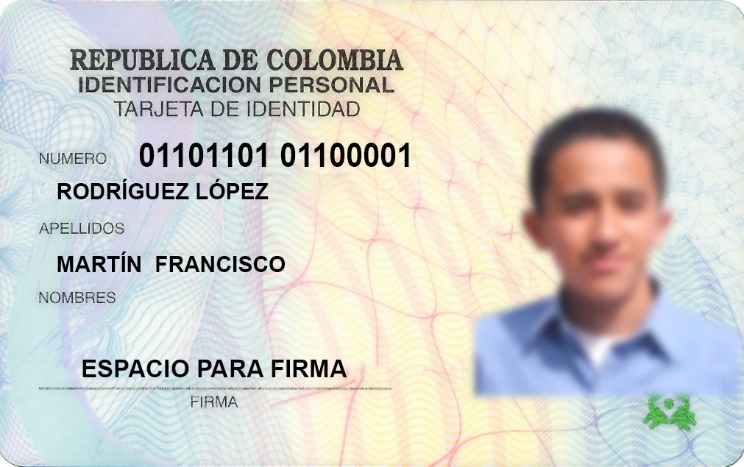 REPUBLICA DE COLOMBIA
IDENTIFICACION PERSONAL
TARJETA DE IDENTIDAD
NUMERO 01101101 01100001
RODRÍGUEZ LÓPEZ
APELLIDOS
MARTÍN FRANCISCO
NOMBRES
ESPACIO PARA FIRMA
FIRMA